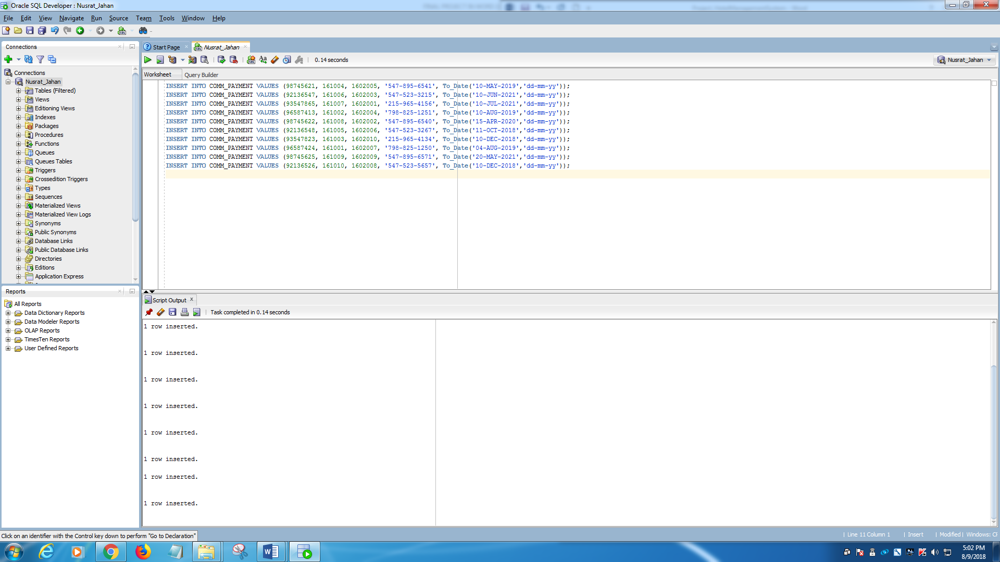 Oracle SQL Developer : Nusrat_Jahan
File Edit View Navigate Run Source Team Tools Window Help
Connections
Connections
Nusrat_Jahan
Tables (Filtered)
Views
Editioning Views
Indexes
Packages
Procedures
Functions
Queues
Queues Tables
Triggers
Crossedition Triggers
Types
Sequences
Materialized Views
Materialized View Logs
Synonyms
Public Synonyms
Database Links
Public Database Links
Directories
Editions
Application Express
Reports
All Reports
Data Dictionary Reports
Data Modeler Reports
OLAP Reports
TimesTen Reports
User Defined Reports
Start Page Nusrat_Jahan
0.14 seconds
Nusrat_Jahan
Worksheet Query Builder
INSERT INTO COMM_PAYMENT VALUES (98745621, 161004, 1602005, '547-895-6541', To_Date('10-MAY-2019','dd-mm-yy'));
INSERT INTO COMM_PAYMENT VALUES (92136547, 161006, 1602003, '547-523-3215', To_Date('10-JUN-2021','dd-mm-yy'));
INSERT INTO COMM_PAYMENT VALUES (93547865, 161007, 1602001, '215-965-4156', To_Date('10-JUL-2021','dd-mm-yy'));
INSERT INTO COMM_PAYMENT VALUES (96587413, 161002, 1602004, '798-825-1251', To_Date('10-AUG-2019','dd-mm-yy'));
INSERT INTO COMM_PAYMENT VALUES (98745622, 161008, 1602002, '547-895-6540', To_Date('15-APR-2020','dd-mm-yy'));
INSERT INTO COMM_PAYMENT VALUES (92136548, 161005, 1602006, '547-523-3267', To_Date('11-OCT-2018','dd-mm-yy'));
INSERT INTO COMM_PAYMENT VALUES (93547823, 161003, 1602010, '215-965-4134', To_Date('10-DEC-2018','dd-mm-yy'));
INSERT INTO COMM_PAYMENT VALUES (96587424, 161001, 1602007, '798-825-1250', To_Date('04-AUG-2019','dd-mm-yy'));
INSERT INTO COMM_PAYMENT VALUES (98745625, 161009, 1602009, '547-895-6571', To_Date('20-MAY-2021','dd-mm-yy'));
INSERT INTO COMM_PAYMENT VALUES (92136526, 161010, 1602008, '547-523-5657', To_Date('10-DEC-2018','dd-mm-yy'));
Script Output
Task completed in 0.14 seconds
1 row inserted.
1 row inserted.
1 row inserted.
1 row inserted.
1 row inserted.
1 row inserted.
1 row inserted.
1 row inserted.
Click on an identifier with the Control key down to perform "Go to Declaration"
Line 11 Column 1 Insert Modified Windows: CF
5:02 PM
8/9/2018